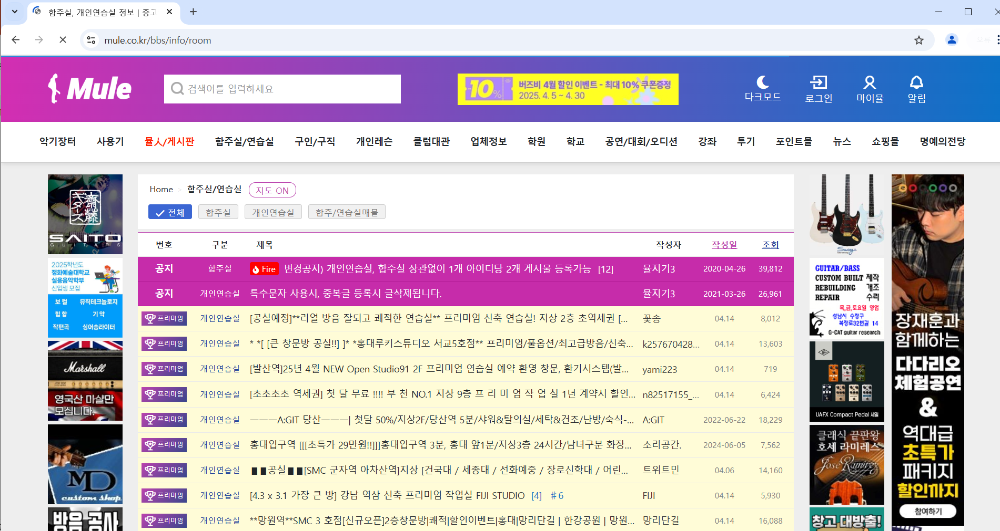 합주실, 개인연습실 정보 | 중고
mule.co.kr/bbs/info/room
Mule
검색어를 입력하세요
10%
버즈비 4월 할인 이벤트 - 최대 10% 쿠폰증정
2025. 4. 5 ~ 4. 30
다크모드
로그인
마이뮬
알림
악기장터 사용기 뮬人/게시판 합주실/연습실 구인/구직 개인레슨 클럽대관 업체정보 학원 학교 공연/대회/오디션 강좌 투기 포인트몰 뉴스 쇼핑몰 명예의전당
Home > 합주실/연습실 지도 ON
전체 합주실 개인연습실 합주/연습실매물
번호 구분 제목 작성자 작성일 조회
공지 합주실 Fire 변경공지) 개인연습실, 합주실 상관없이 1개 아이디당 2개 게시물 등록가능 [12] 뮬지기3 2020-04-26 39,812
공지 개인연습실 특수문자 사용시, 중복글 등록시 글삭제됩니다. 뮬지기3 2021-03-26 26,961
프리미엄 개인연습실 [공실예정]**리얼 방음 잘되고 쾌적한 연습실** 프리미엄 신축 연습실! 지상 2층 초역세권 [... 꽃송 04.14 8,012
프리미엄 개인연습실 * *[ [큰 창문방 공실!!] ]* *홍대루키스튜디오 서교5호점** 프리미엄/풀옵션/최고급방음/신축... k257670428... 04.14 13,603
프리미엄 개인연습실 [발산역]25년 4월 NEW Open Studio91 2F 프리미엄 연습실 예약 환영 창문, 환기시스템(발... yami223 04.14 719
프리미엄 개인연습실 [초초초초 역세권] 첫 달 무료 !!!! 부 천 NO.1 지상 9층 프 리 미 엄 작 업 실 1년 계약시 할인... n82517155_... 04.14 6,424
프리미엄 개인연습실 ㅡㅡㅡA:GIT 당산ㅡㅡㅡ| 첫달 50%/지상2F/당산역 5분/샤워&탈의실/세탁&건조/난방/숙식-... A:GIT 2022-06-22 18,229
프리미엄 개인연습실 홍대입구역 [[[초특가 29만원!!]]]홍대입구역 3분, 홍대 앞1분/지상3층 24시간/남녀구분 화장... 소리공간. 2024-06-05 7,562
프리미엄 개인연습실 ▮▮공실▮▮[SMC 군자역 아차산역]지상 [건국대 / 세종대 / 선화예중 / 장로신학대 / 어린... 트위트민 04.06 14,160
프리미엄 개인연습실 [4.3 x 3.1 가장 큰 방] 강남 역삼 신축 프리미엄 작업실 FIJI STUDIO [4] #6 FIJI 04.14 5,930
프리미엄 개인연습실 **망원역**SMC 3 호점[신규오픈]2층창문방|쾌적|할인이벤트|홍대|망리단길 | 한강공원 | 망원... 망리단길 04.14 16,088
齋藤
ギターズ
SAITO
GUITARS
2025학년도
정화예술대학교
실용음악학부
신입생 모집
보 컬 뮤직테크놀로지
힙 합 기 악
작편곡 싱어송라이터
Marshall
영국산 마샬만
모십니다.
MD
custom shop
방음 공사
Swing
GUITAR/BASS
CUSTOM BUILT 제작
REBUILDING 개조
REPAIR 수리
목,금,토요일 영업
성남시 수정구
복정로32번길 14
G-CAT guitar research
UAFX Compact Pedal 세일
클래식 끝판왕
호세 라미레스
José Ramírez
창고 대방출!
장재훈과
함께하는
다다리오
체험공연
&
역대급
초특가
패키지
할인까지
참여하기